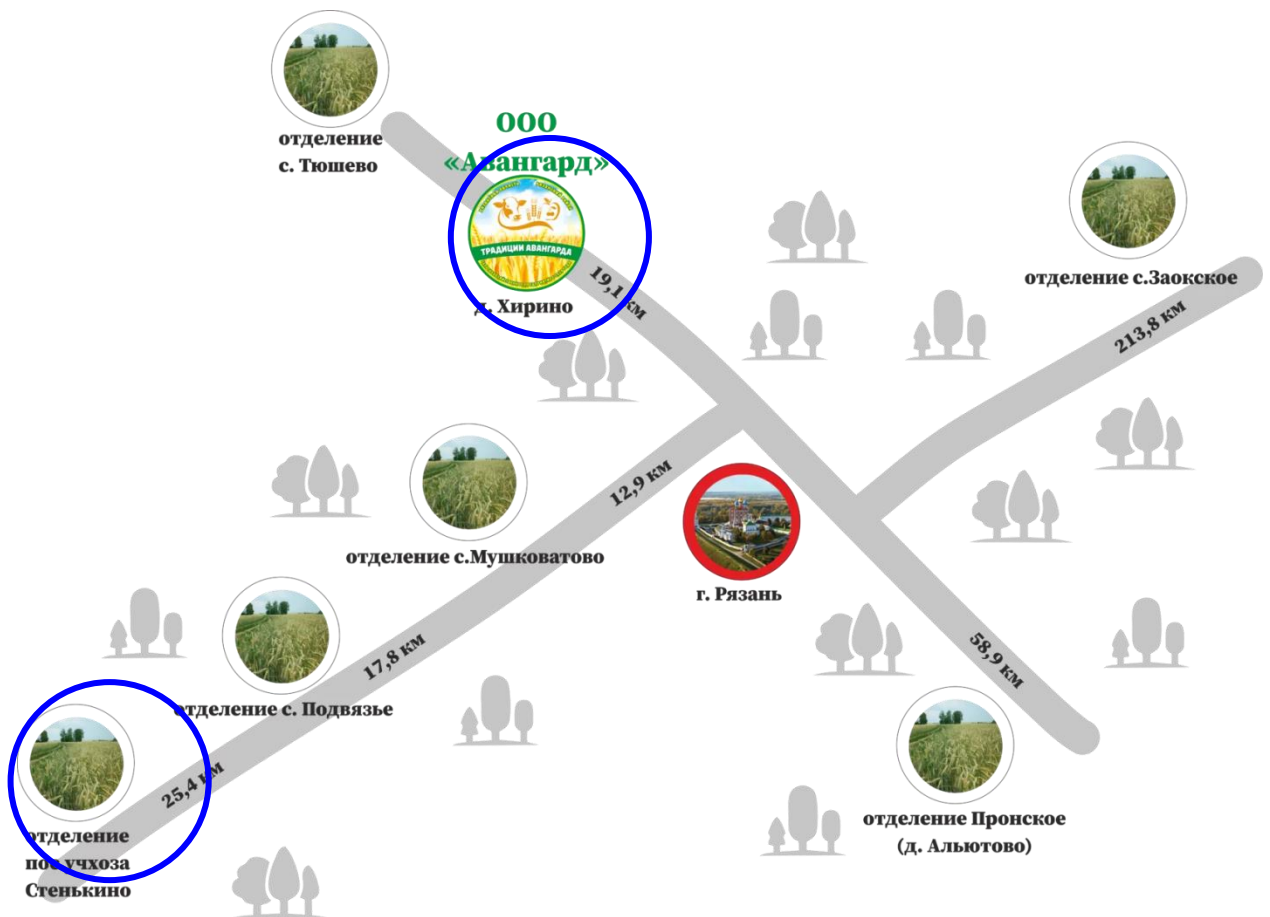 отделение
с. Тюшево
ООО
«Авангард»
ТРАДИЦИИ АВАНГАРДА
д. Хирино
19,1 км
отделение с.Заокское
213,8 км
12,9 км
отделение с.Мушковатово
г. Рязань
17,8 км
58,9 км
отделение с. Подвязье
25,4 км
отделение
пос учхоза
Стенькино
отделение Пронское
(д. Альютово)